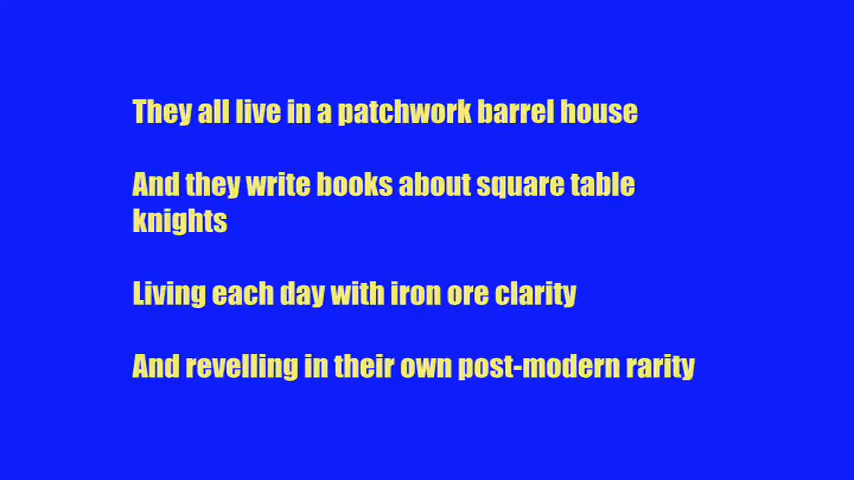 They all live in a patchwork barrel house
And they write books about square table
knights
Living each day with iron ore clarity
And revelling in their own post-modern rarity